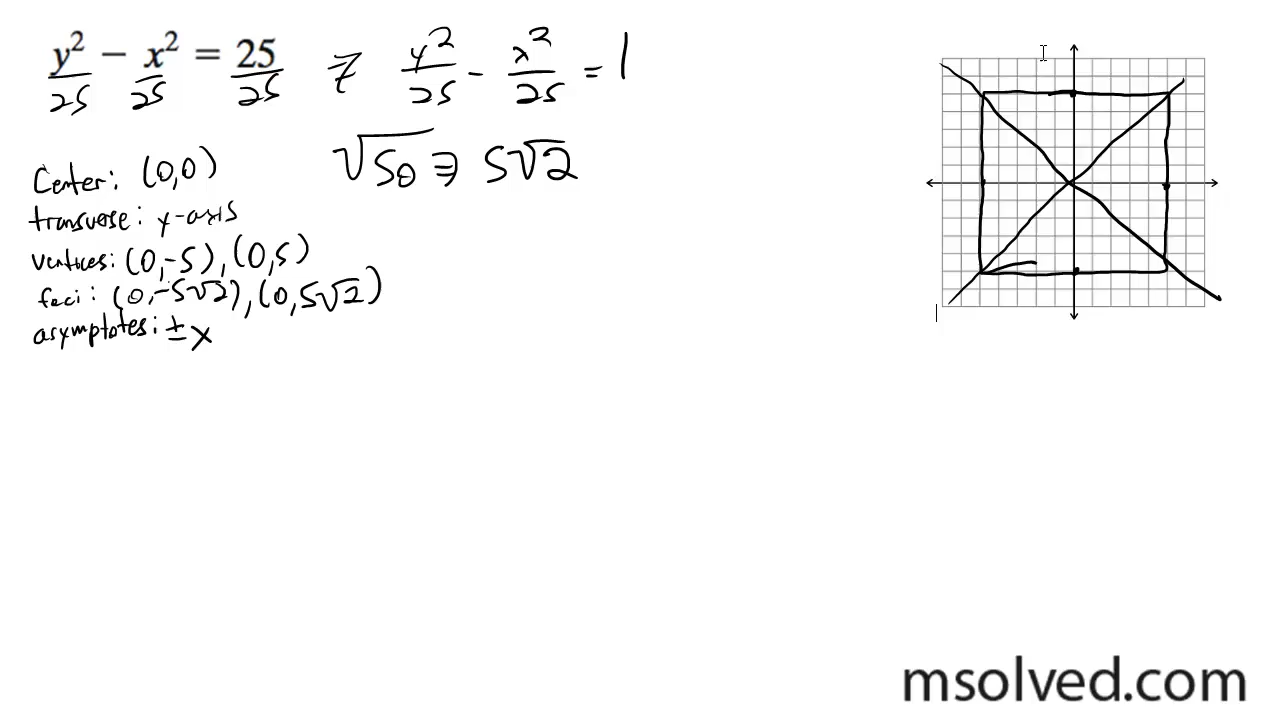 y² − x² = 25
25 25 25
⇒ y²/25 - x²/25 = 1
√50 ⇒ 5√2
Center: (0,0)
transverse: y-axis
vertices: (0,-5), (0,5)
foci: (0,-5√2), (0,5√2)
asymptotes: ±x
msolved.com